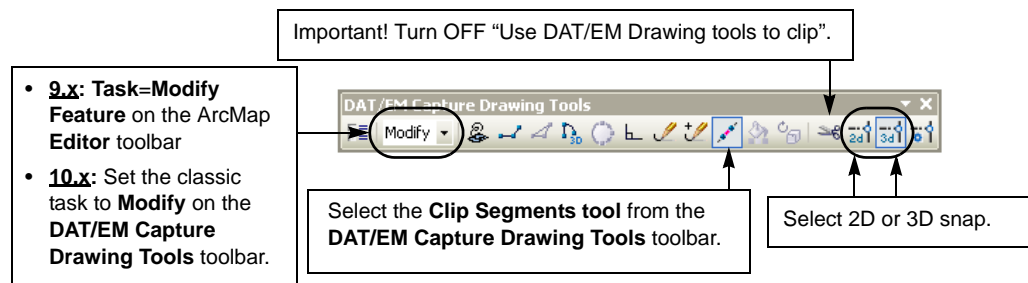 Important! Turn OFF “Use DAT/EM Drawing tools to clip”.
• 9.x: Task=Modify
Feature on the ArcMap
Editor toolbar
• 10.x: Set the classic
task to Modify on the
DAT/EM Capture
Drawing Tools toolbar.
DAT/EM Capture Drawing Tools
Modify
3D
2d
3d
Select the Clip Segments tool from the
DAT/EM Capture Drawing Tools toolbar.
Select 2D or 3D snap.